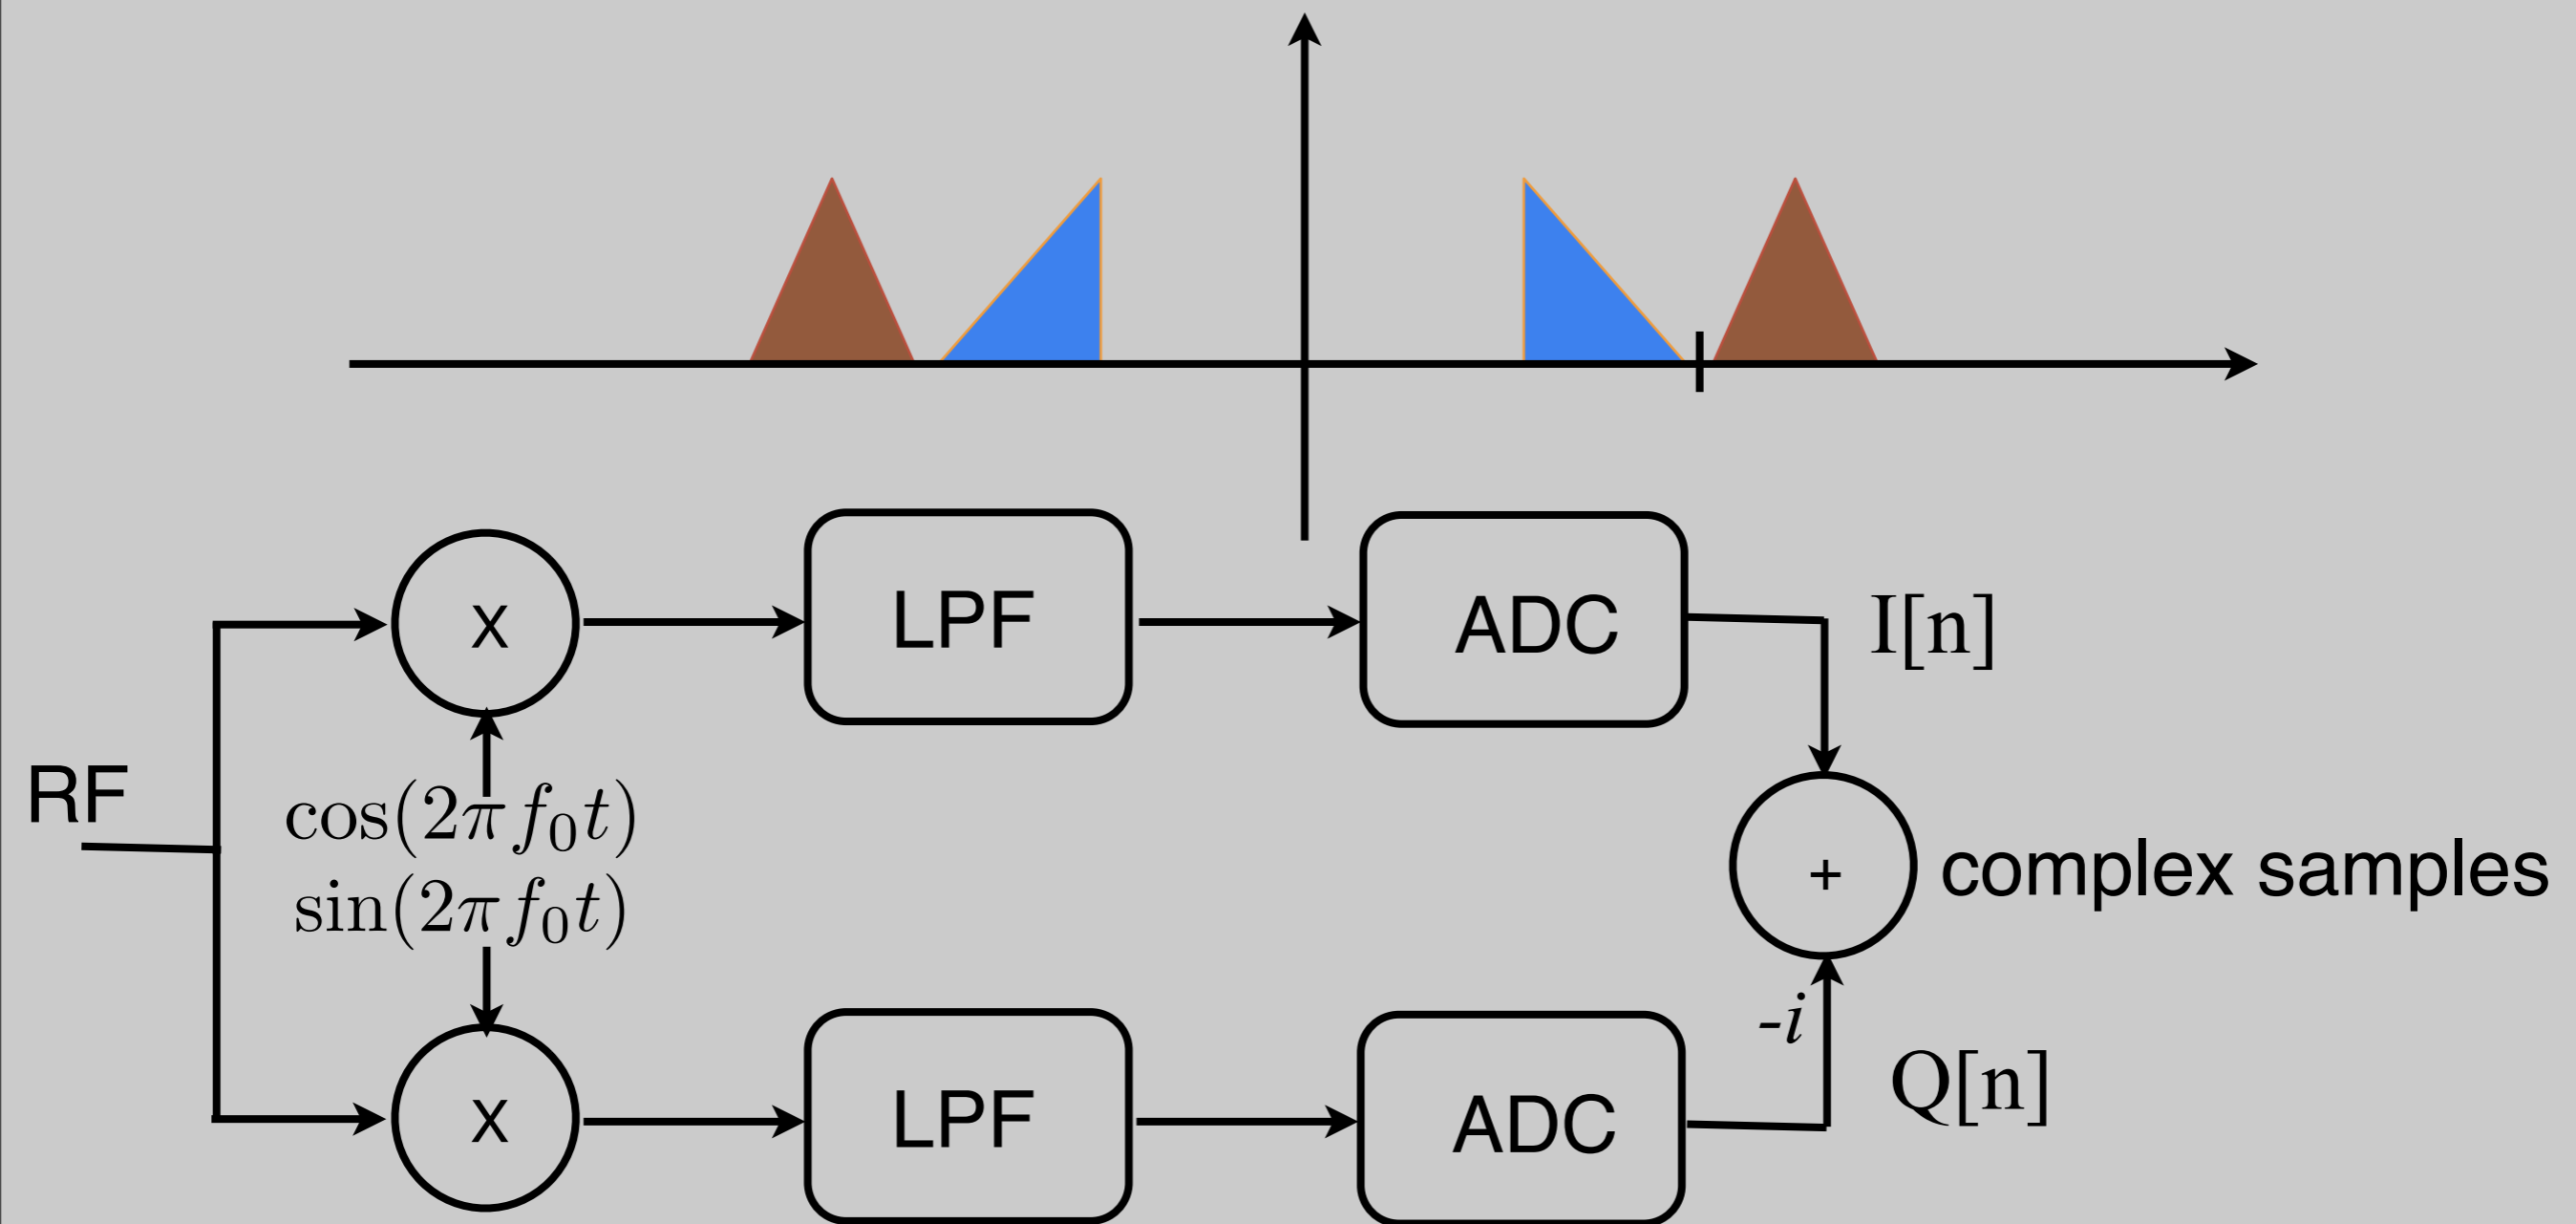 x
LPF
ADC
I[n]
RF
cos(2πf₀t)
sin(2πf₀t)
+
complex samples
-i
Q[n]
x
LPF
ADC